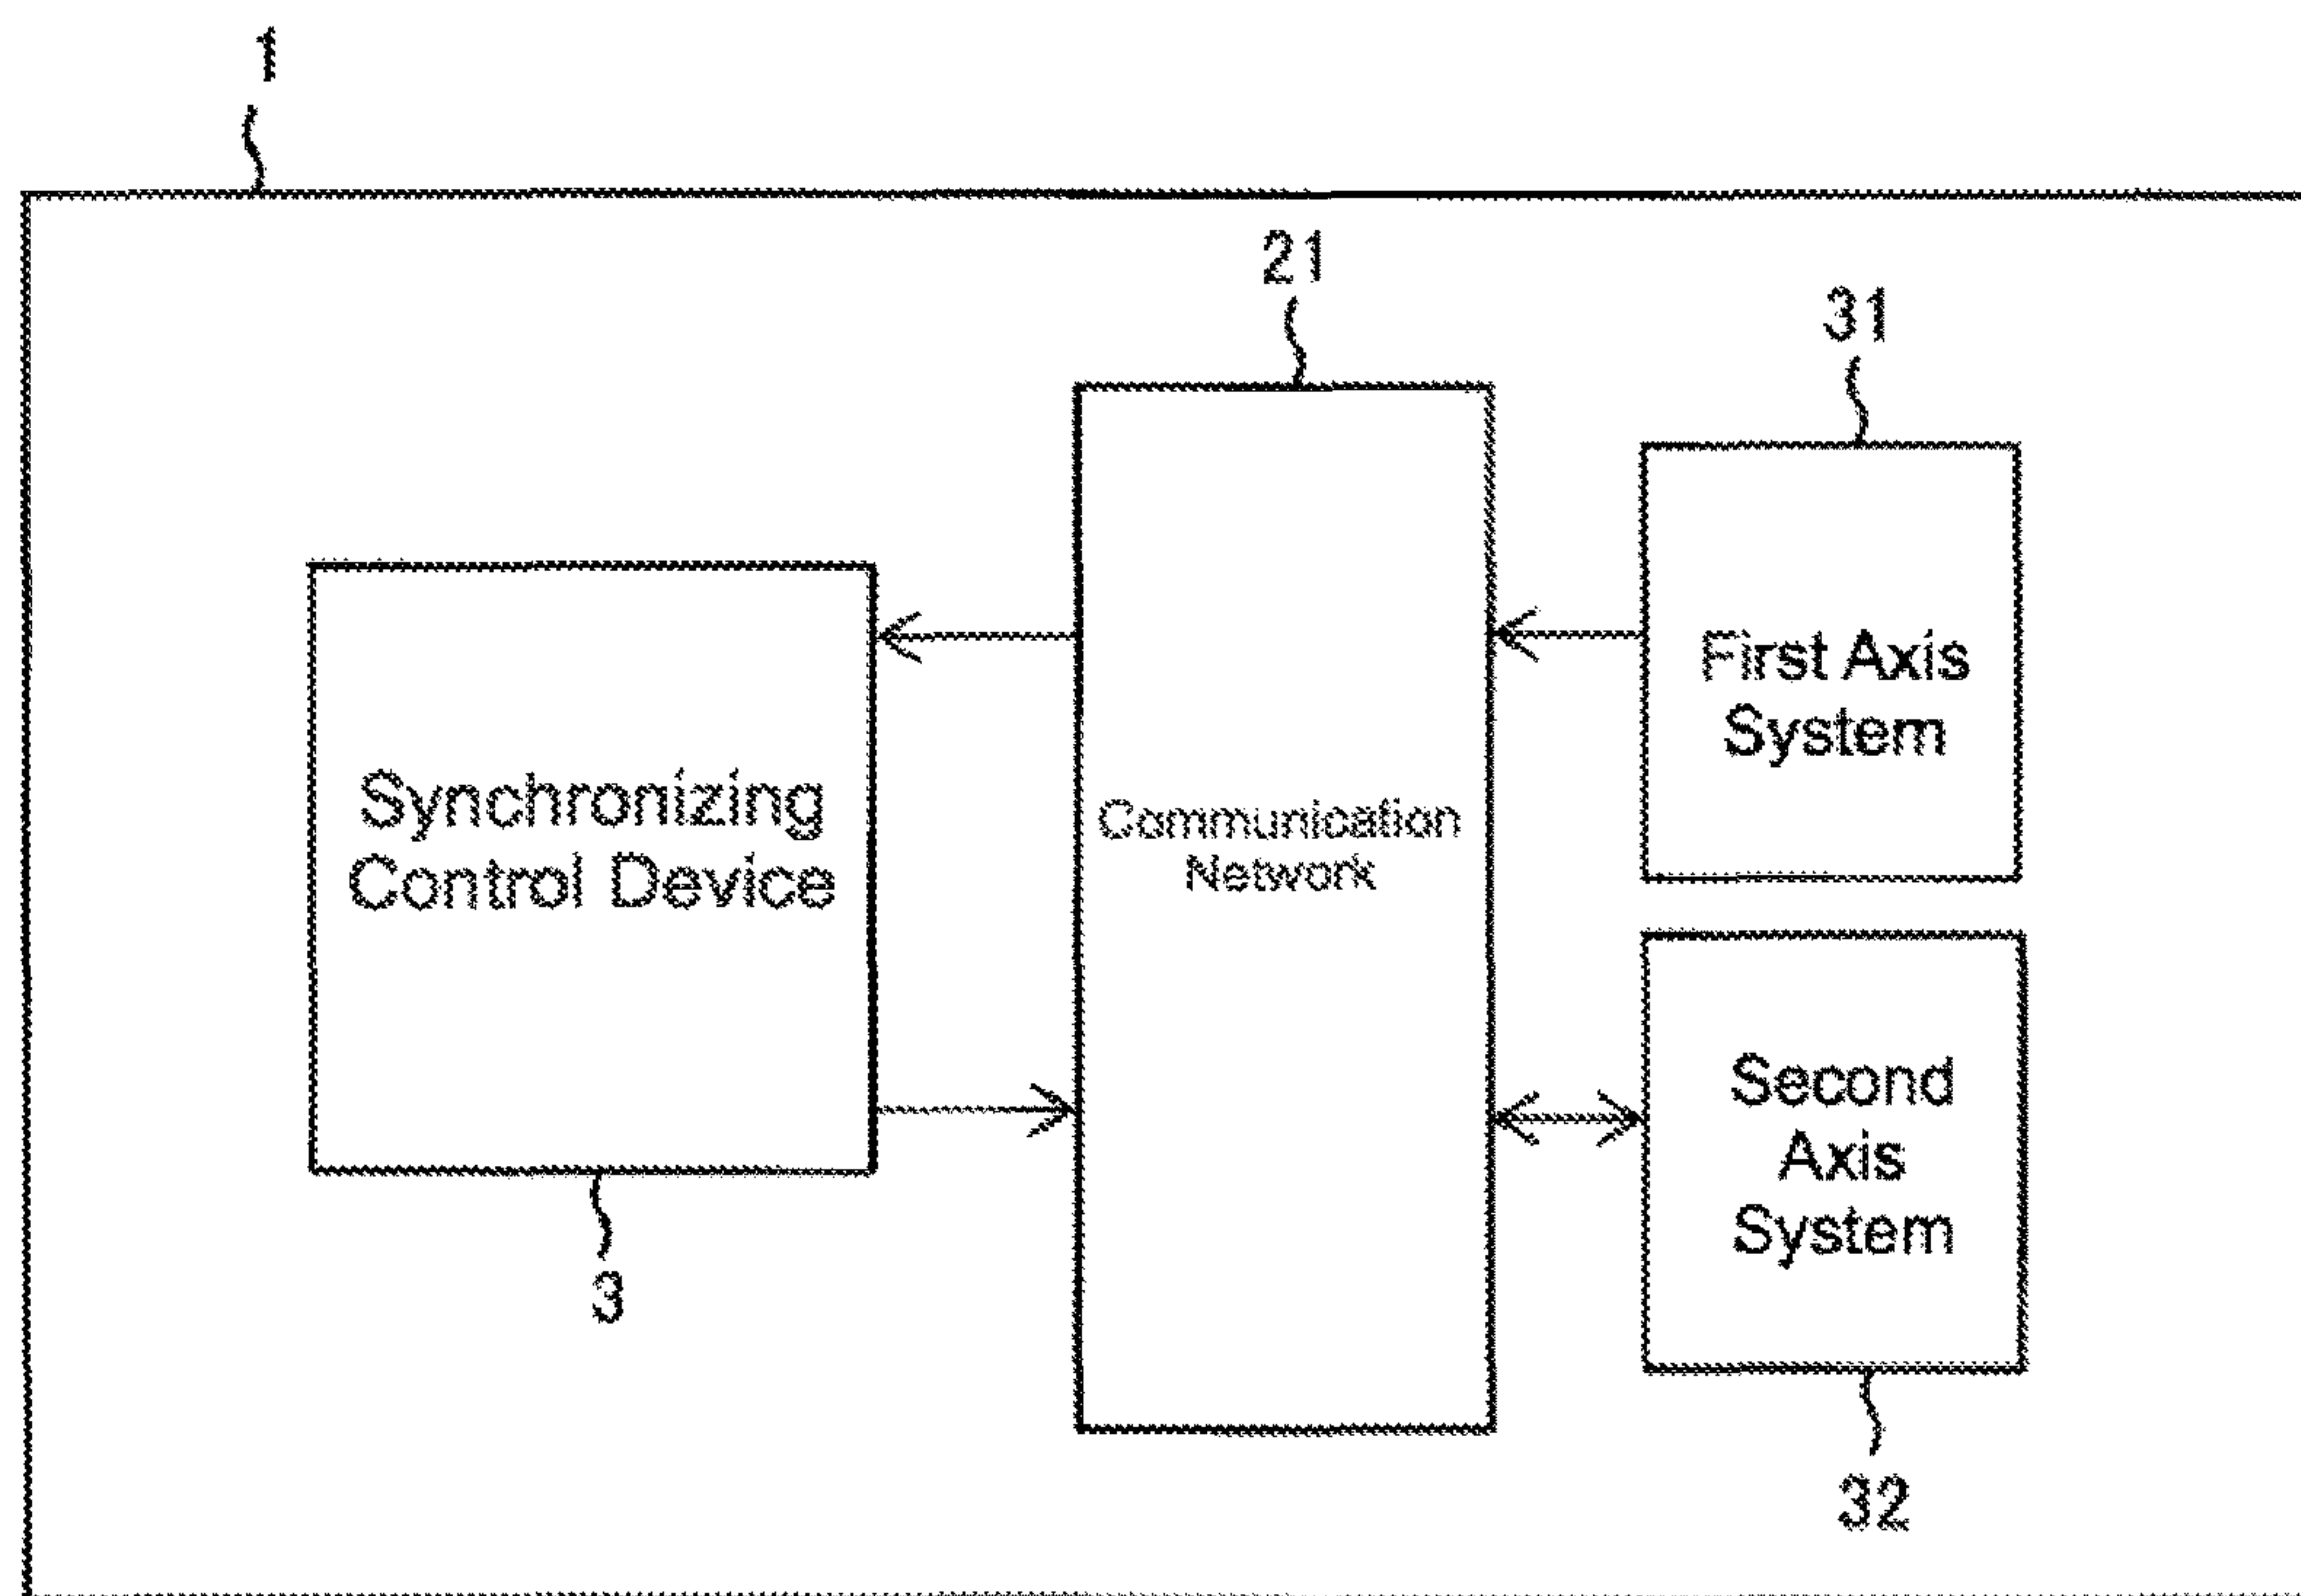 1
21
31
First Axis
System
Synchronizing
Control Device
Communication
Network
Second
Axis
System
3
32